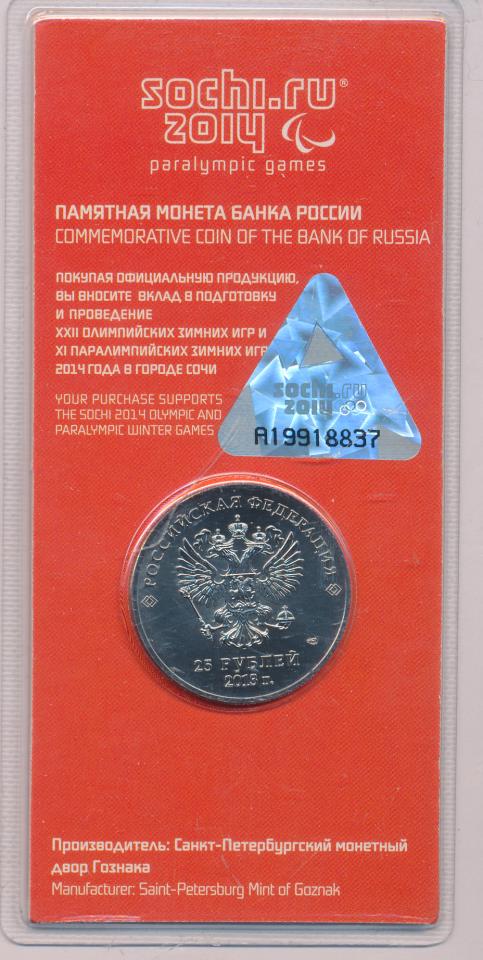 sochi.ru®
2014
paralympic games
ПАМЯТНАЯ МОНЕТА БАНКА РОССИИ
COMMEMORATIVE COIN OF THE BANK OF RUSSIA
ПОКУПАЯ ОФИЦИАЛЬНУЮ ПРОДУКЦИЮ,
ВЫ ВНОСИТЕ ВКЛАД В ПОДГОТОВКУ
И ПРОВЕДЕНИЕ
XXII ОЛИМПИЙСКИХ ЗИМНИХ ИГР И
XI ПАРАЛИМПИЙСКИХ ЗИМНИХ ИГР
2014 ГОДА В ГОРОДЕ СОЧИ
YOUR PURCHASE SUPPORTS
THE SOCHI 2014 OLYMPIC AND
PARALYMPIC WINTER GAMES
sochi.ru
2014
A19918837
РОССИЙСКАЯ ФЕДЕРАЦИЯ
25 РУБЛЕЙ
2013 г.
Производитель: Санкт-Петербургский монетный
двор Гознака
Manufacturer: Saint-Petersburg Mint of Goznak